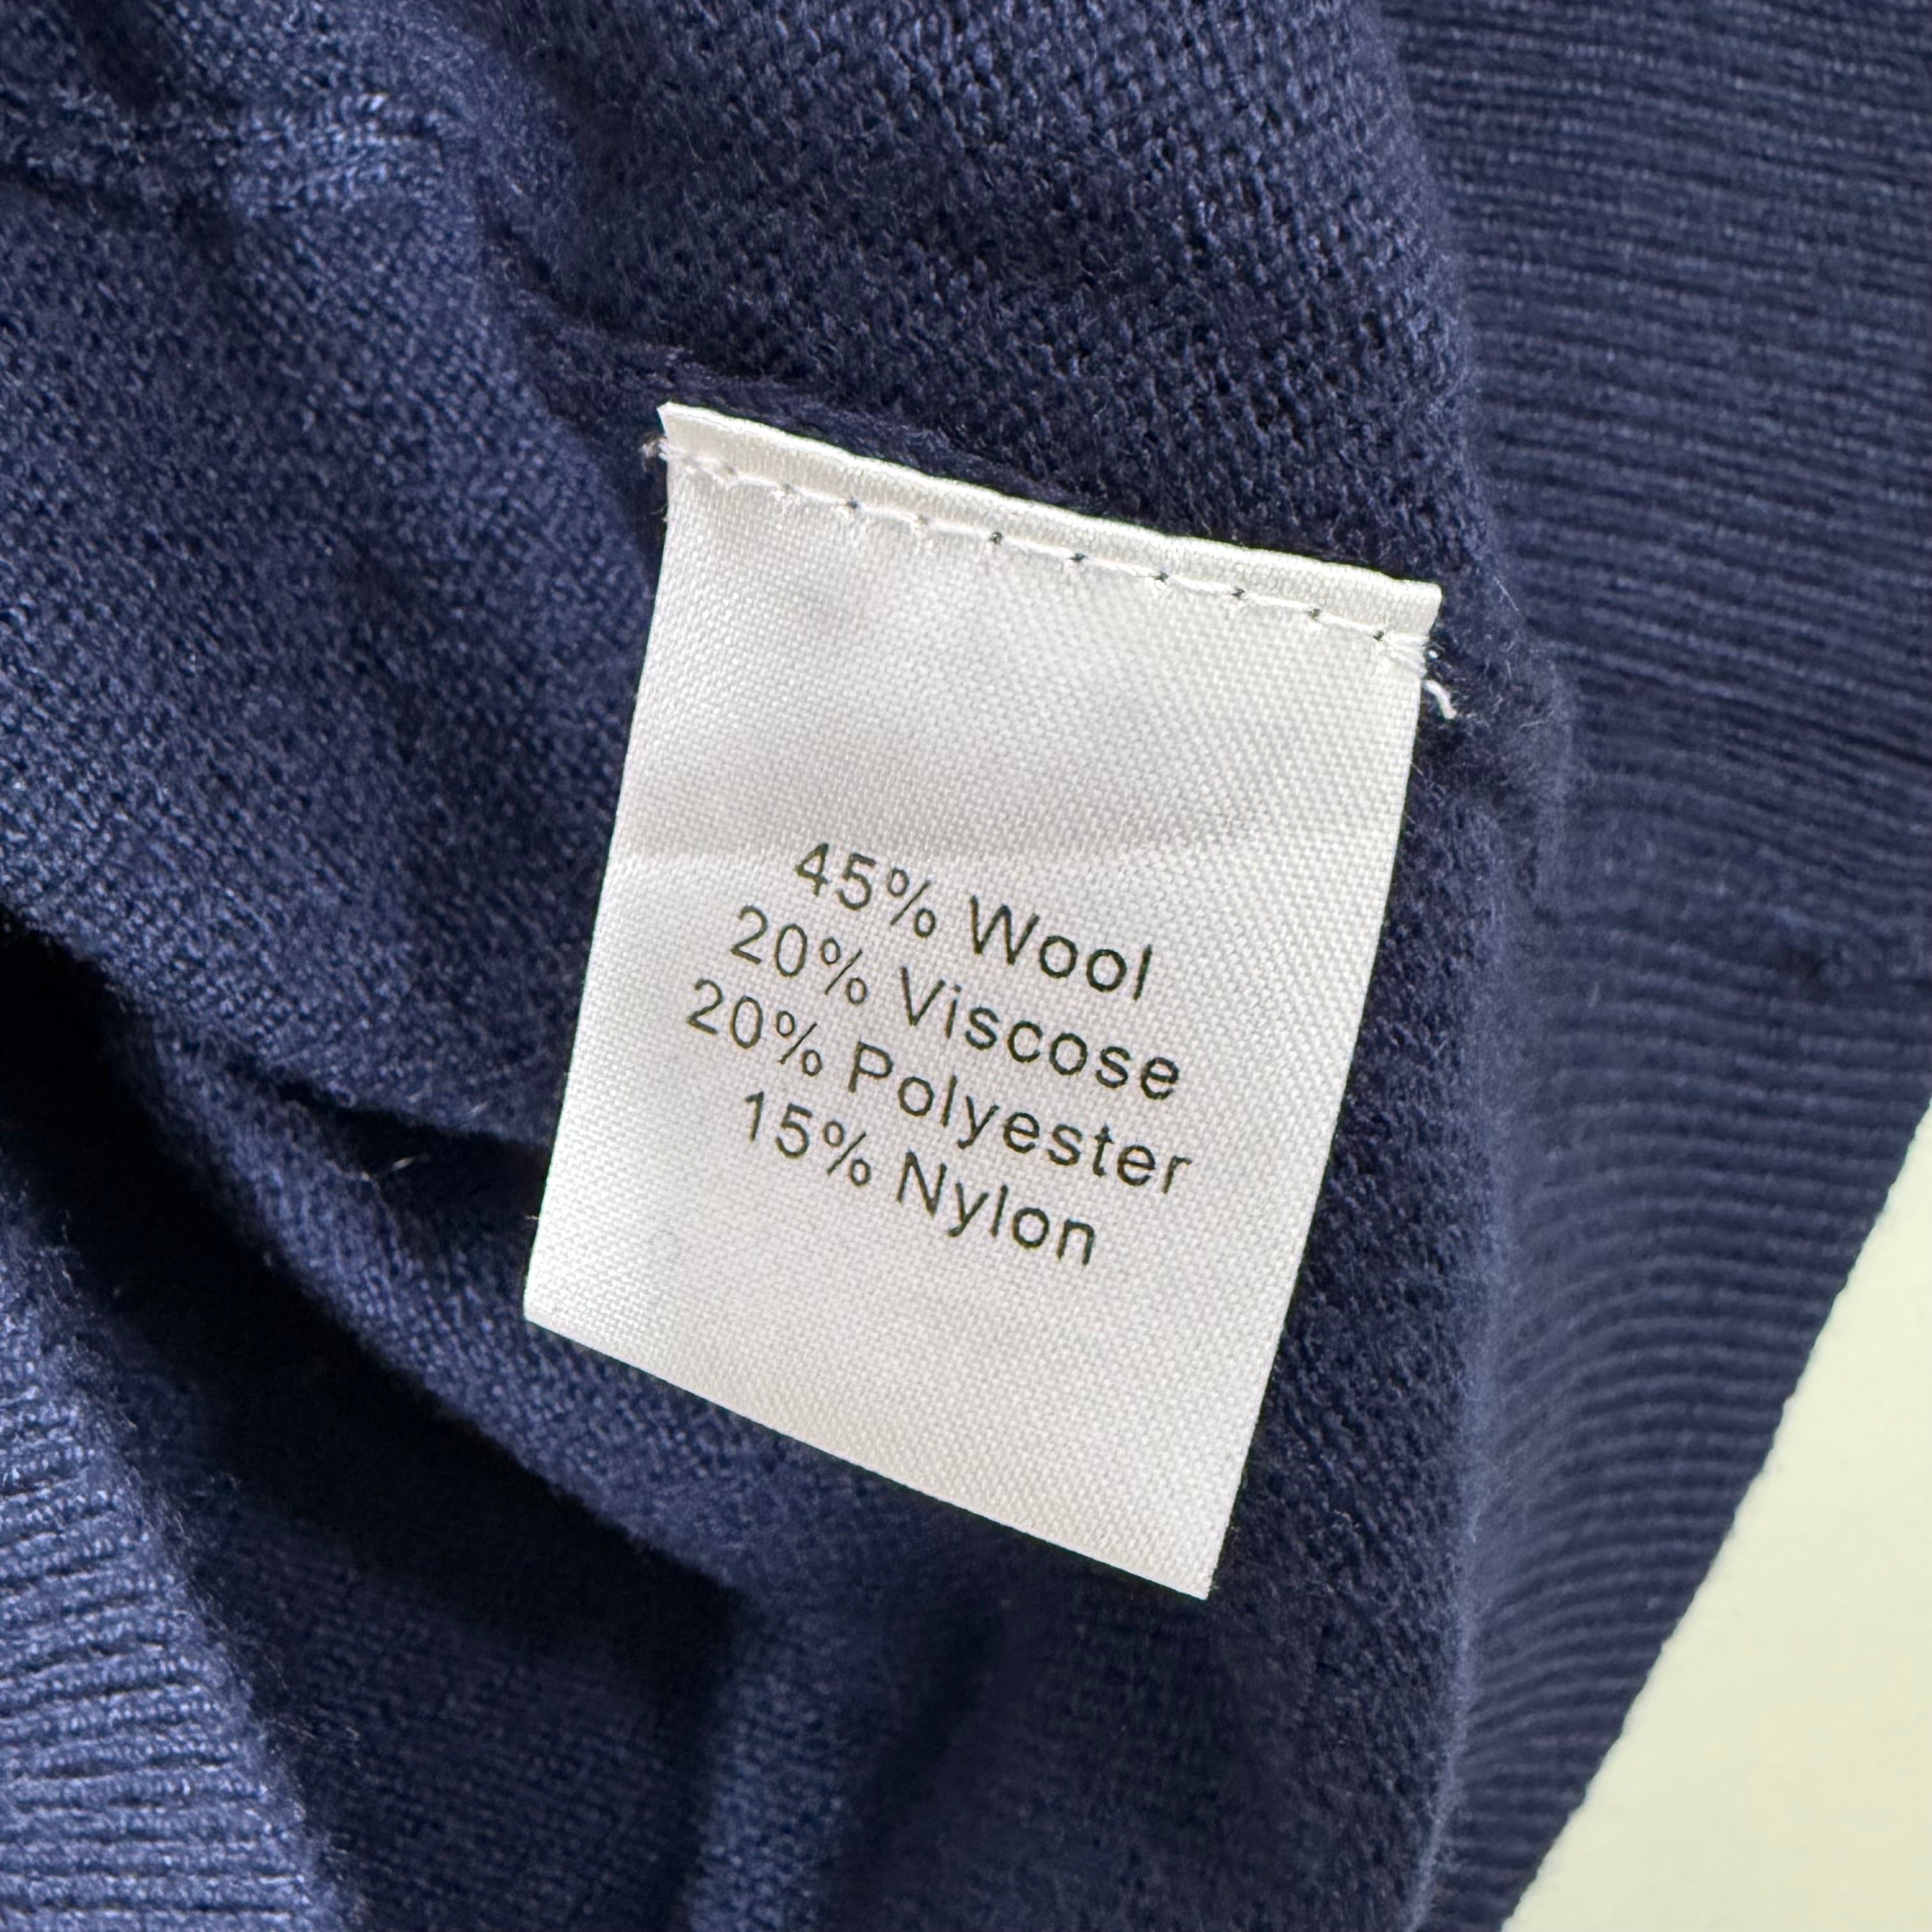 45% Wool
20% Viscose
20% Polyester
15% Nylon